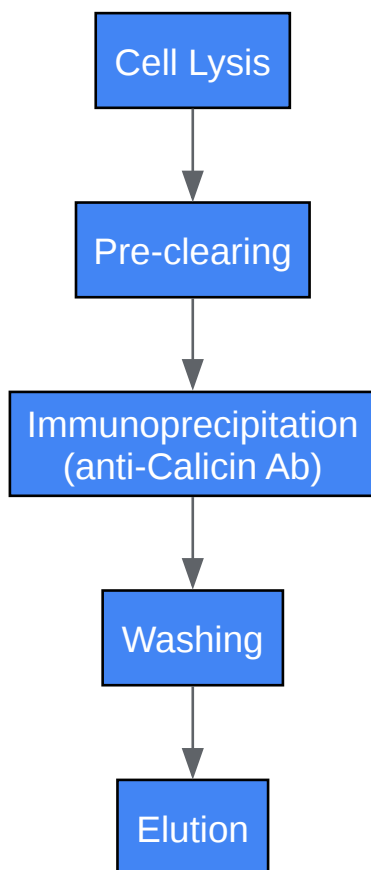 Cell Lysis
Pre-clearing
Immunoprecipitation
(anti-Calicin Ab)
Washing
Elution